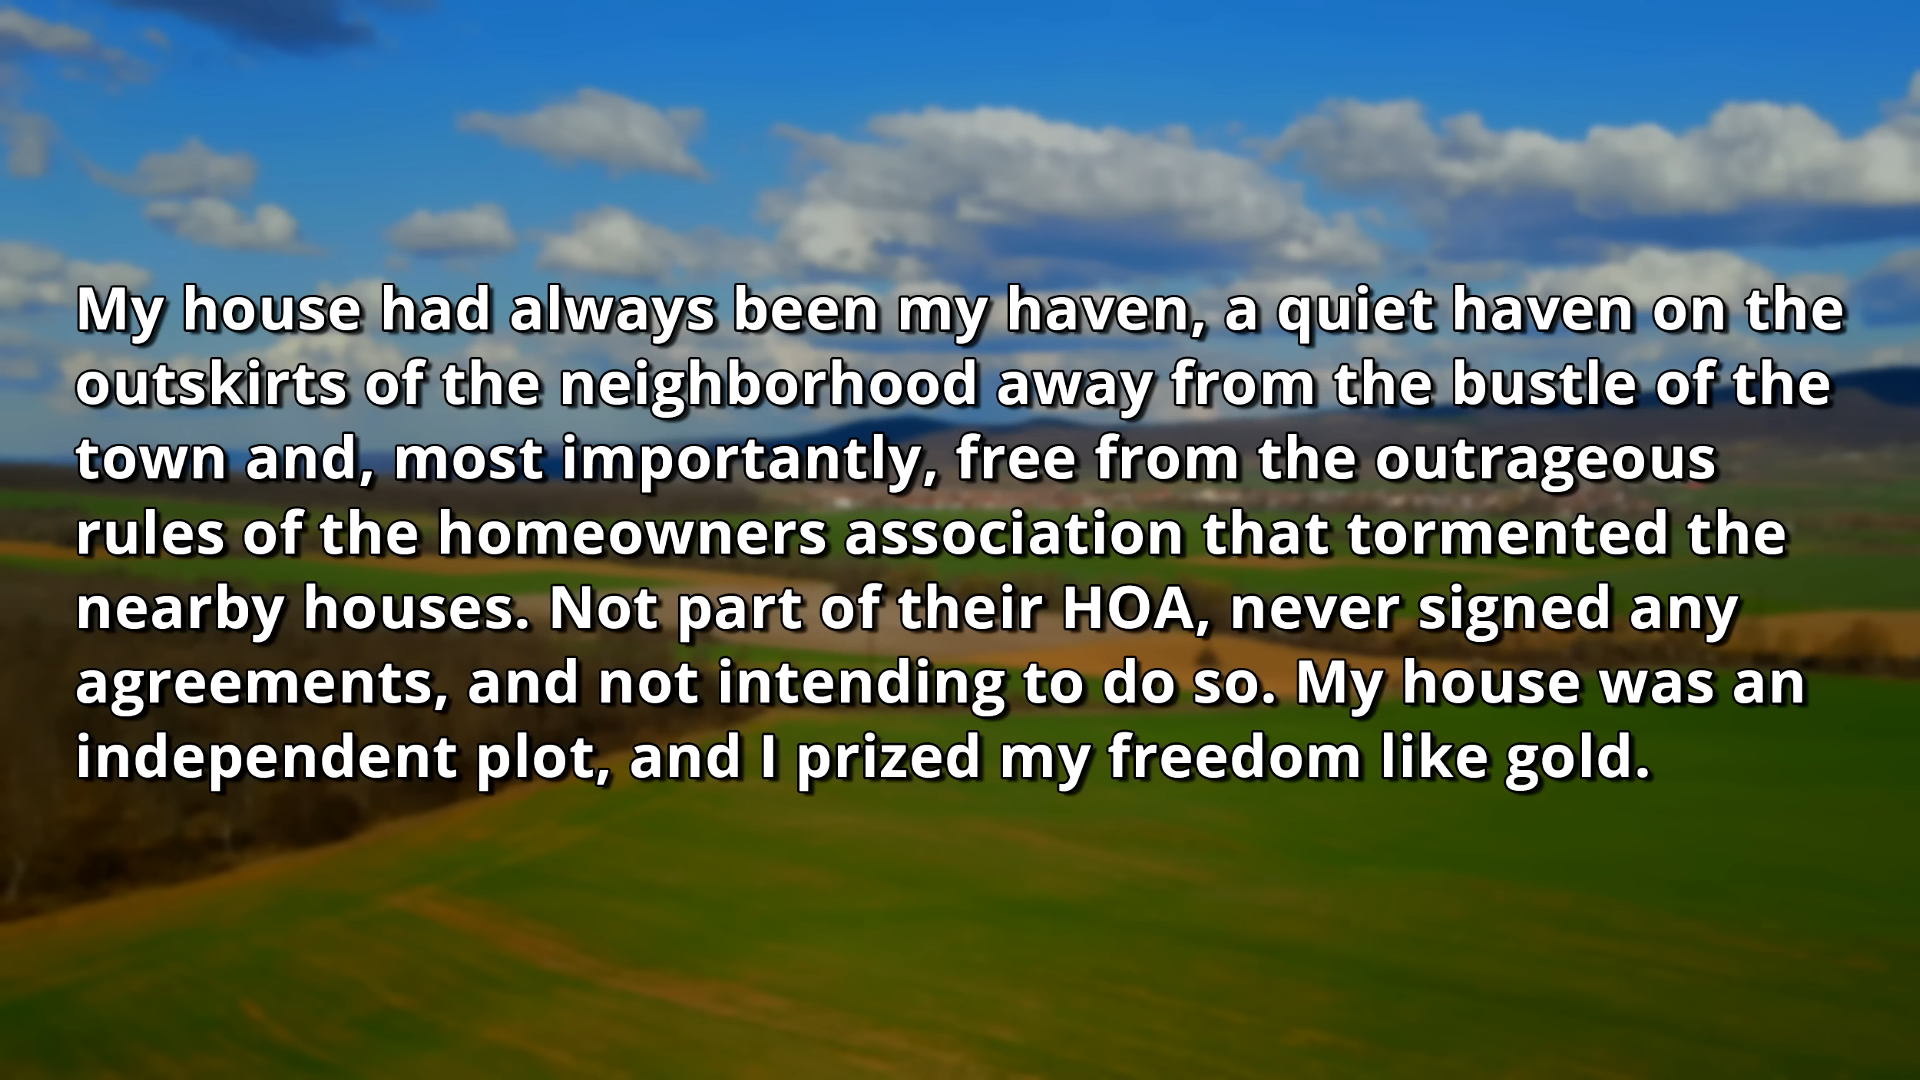 My house had always been my haven, a quiet haven on the
outskirts of the neighborhood away from the bustle of the
town and, most importantly, free from the outrageous
rules of the homeowners association that tormented the
nearby houses. Not part of their HOA, never signed any
agreements, and not intending to do so. My house was an
independent plot, and I prized my freedom like gold.